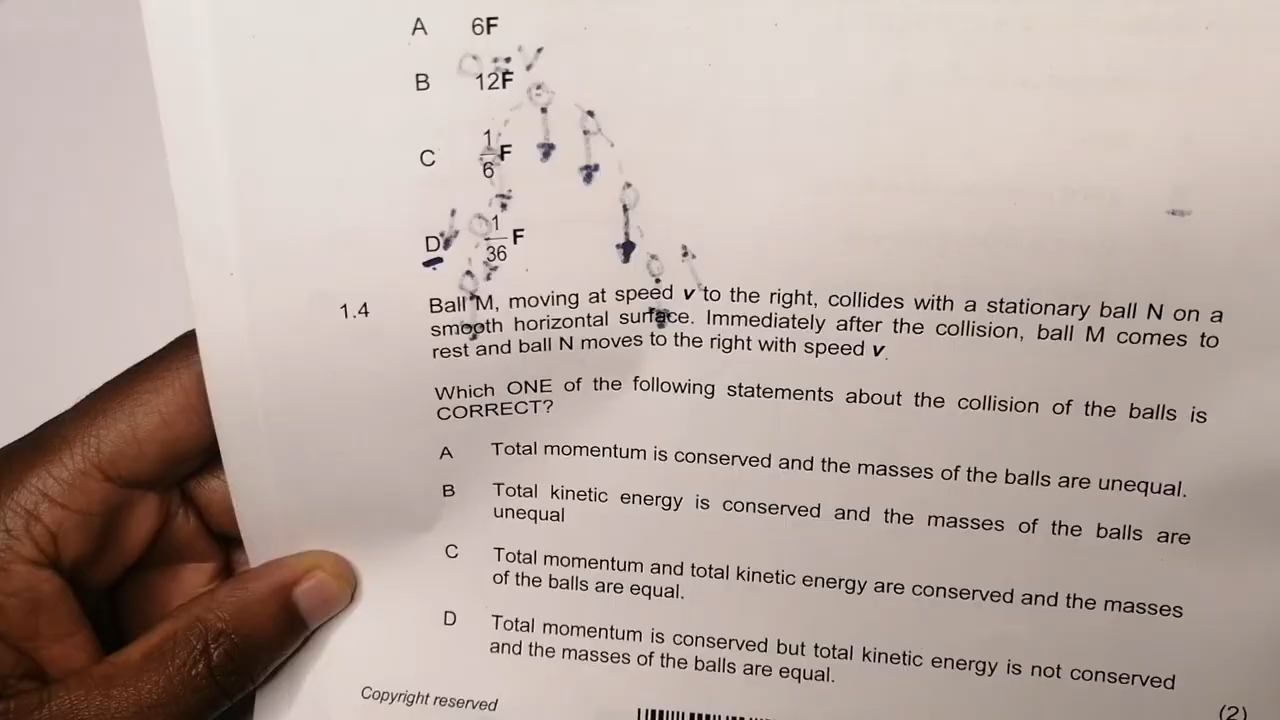 A 6F
O = V
B 12F
C 1/6 F
D 1/36 F
1.4 Ball M, moving at speed v to the right, collides with a stationary ball N on a
smooth horizontal surface. Immediately after the collision, ball M comes to
rest and ball N moves to the right with speed v.
Which ONE of the following statements about the collision of the balls is
CORRECT?
A Total momentum is conserved and the masses of the balls are unequal.
B Total kinetic energy is conserved and the masses of the balls are
unequal
C Total momentum and total kinetic energy are conserved and the masses
of the balls are equal.
D Total momentum is conserved but total kinetic energy is not conserved
and the masses of the balls are equal.
(2)
Copyright reserved